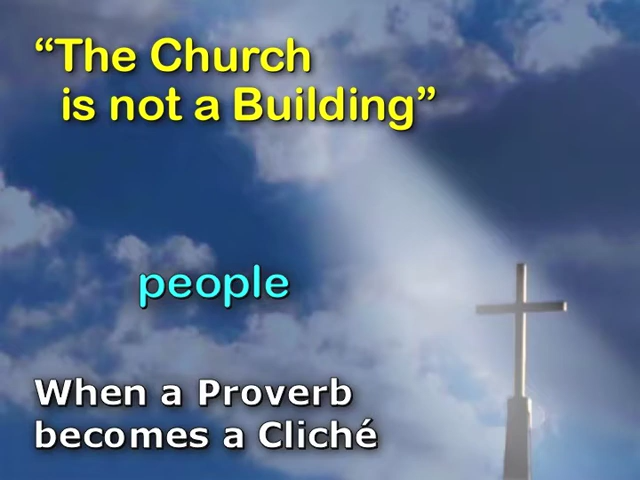 “The Church
is not a Building”
people
When a Proverb
becomes a Cliché